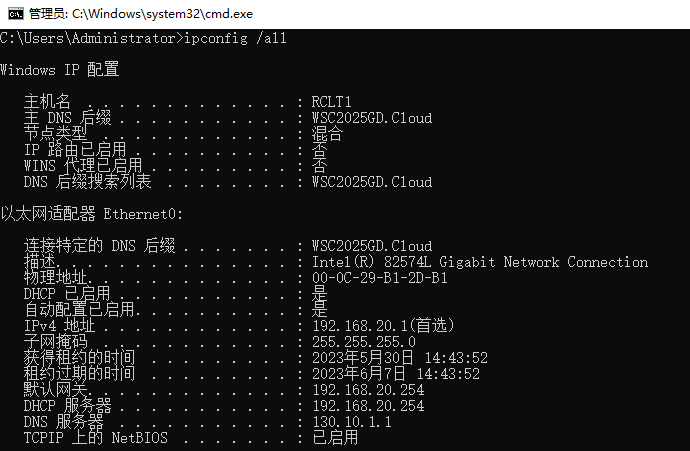 管理员: C:\Windows\system32\cmd.exe
C:\Users\Administrator>ipconfig /all
Windows IP 配置
主机名 . . . . . . . . . . . . . : RCLT1
主 DNS 后缀 . . . . . . . . . . . : WSC2025GD.Cloud
节点类型 . . . . . . . . . . . . : 混合
IP 路由已启用 . . . . . . . . . . : 否
WINS 代理已启用 . . . . . . . . . : 否
DNS 后缀搜索列表 . . . . . . . . : WSC2025GD.Cloud
以太网适配器 Ethernet0:
连接特定的 DNS 后缀 . . . . . . . : WSC2025GD.Cloud
描述. . . . . . . . . . . . . . . : Intel(R) 82574L Gigabit Network Connection
物理地址. . . . . . . . . . . . . : 00-0C-29-B1-2D-B1
DHCP 已启用 . . . . . . . . . . . : 是
自动配置已启用. . . . . . . . . . : 是
IPv4 地址 . . . . . . . . . . . . : 192.168.20.1(首选)
子网掩码 . . . . . . . . . . . . : 255.255.255.0
获得租约的时间 . . . . . . . . . : 2023年5月30日 14:43:52
租约过期的时间 . . . . . . . . . : 2023年6月7日 14:43:52
默认网关. . . . . . . . . . . . . : 192.168.20.254
DHCP 服务器 . . . . . . . . . . . : 192.168.20.254
DNS 服务器 . . . . . . . . . . . : 130.10.1.1
TCPIP 上的 NetBIOS . . . . . . . : 已启用